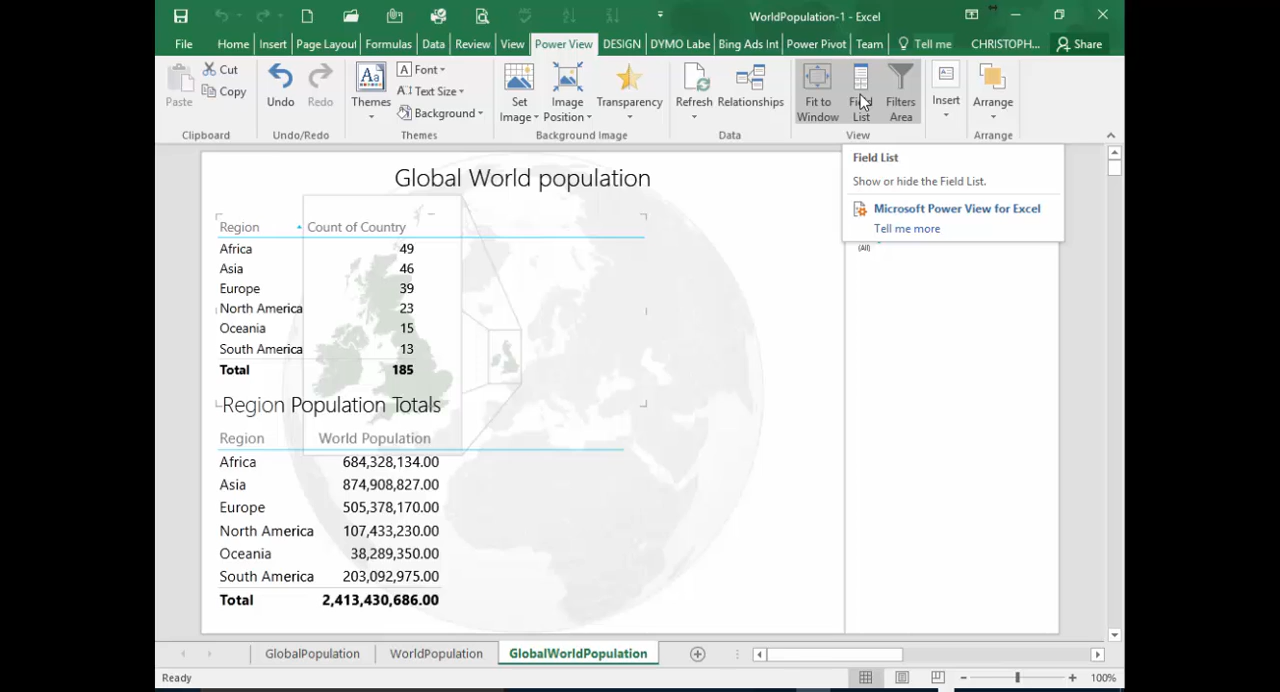 WorldPopulation-1 - Excel
File Home Insert Page Layout Formulas Data Review View Power View DESIGN DYMO Labe Bing Ads Int Power Pivot Team Tell me CHRISTOPH... Share
Paste
Cut
Copy
Clipboard
Undo Redo
Undo/Redo
Themes
Font
Text Size
Background
Themes
Set Image
Image Position
Transparency
Background Image
Refresh Relationships
Data
Fit to Window
Field List
Filters Area
View
Insert
Arrange
Arrange
Field List
Show or hide the Field List.
Microsoft Power View for Excel
Tell me more
(All)
Global World population
Region Count of Country
Africa 49
Asia 46
Europe 39
North America 23
Oceania 15
South America 13
Total 185
Region Population Totals
Region World Population
Africa 684,328,134.00
Asia 874,908,827.00
Europe 505,378,170.00
North America 107,433,230.00
Oceania 38,289,350.00
South America 203,092,975.00
Total 2,413,430,686.00
GlobalPopulation WorldPopulation GlobalWorldPopulation
Ready 100%